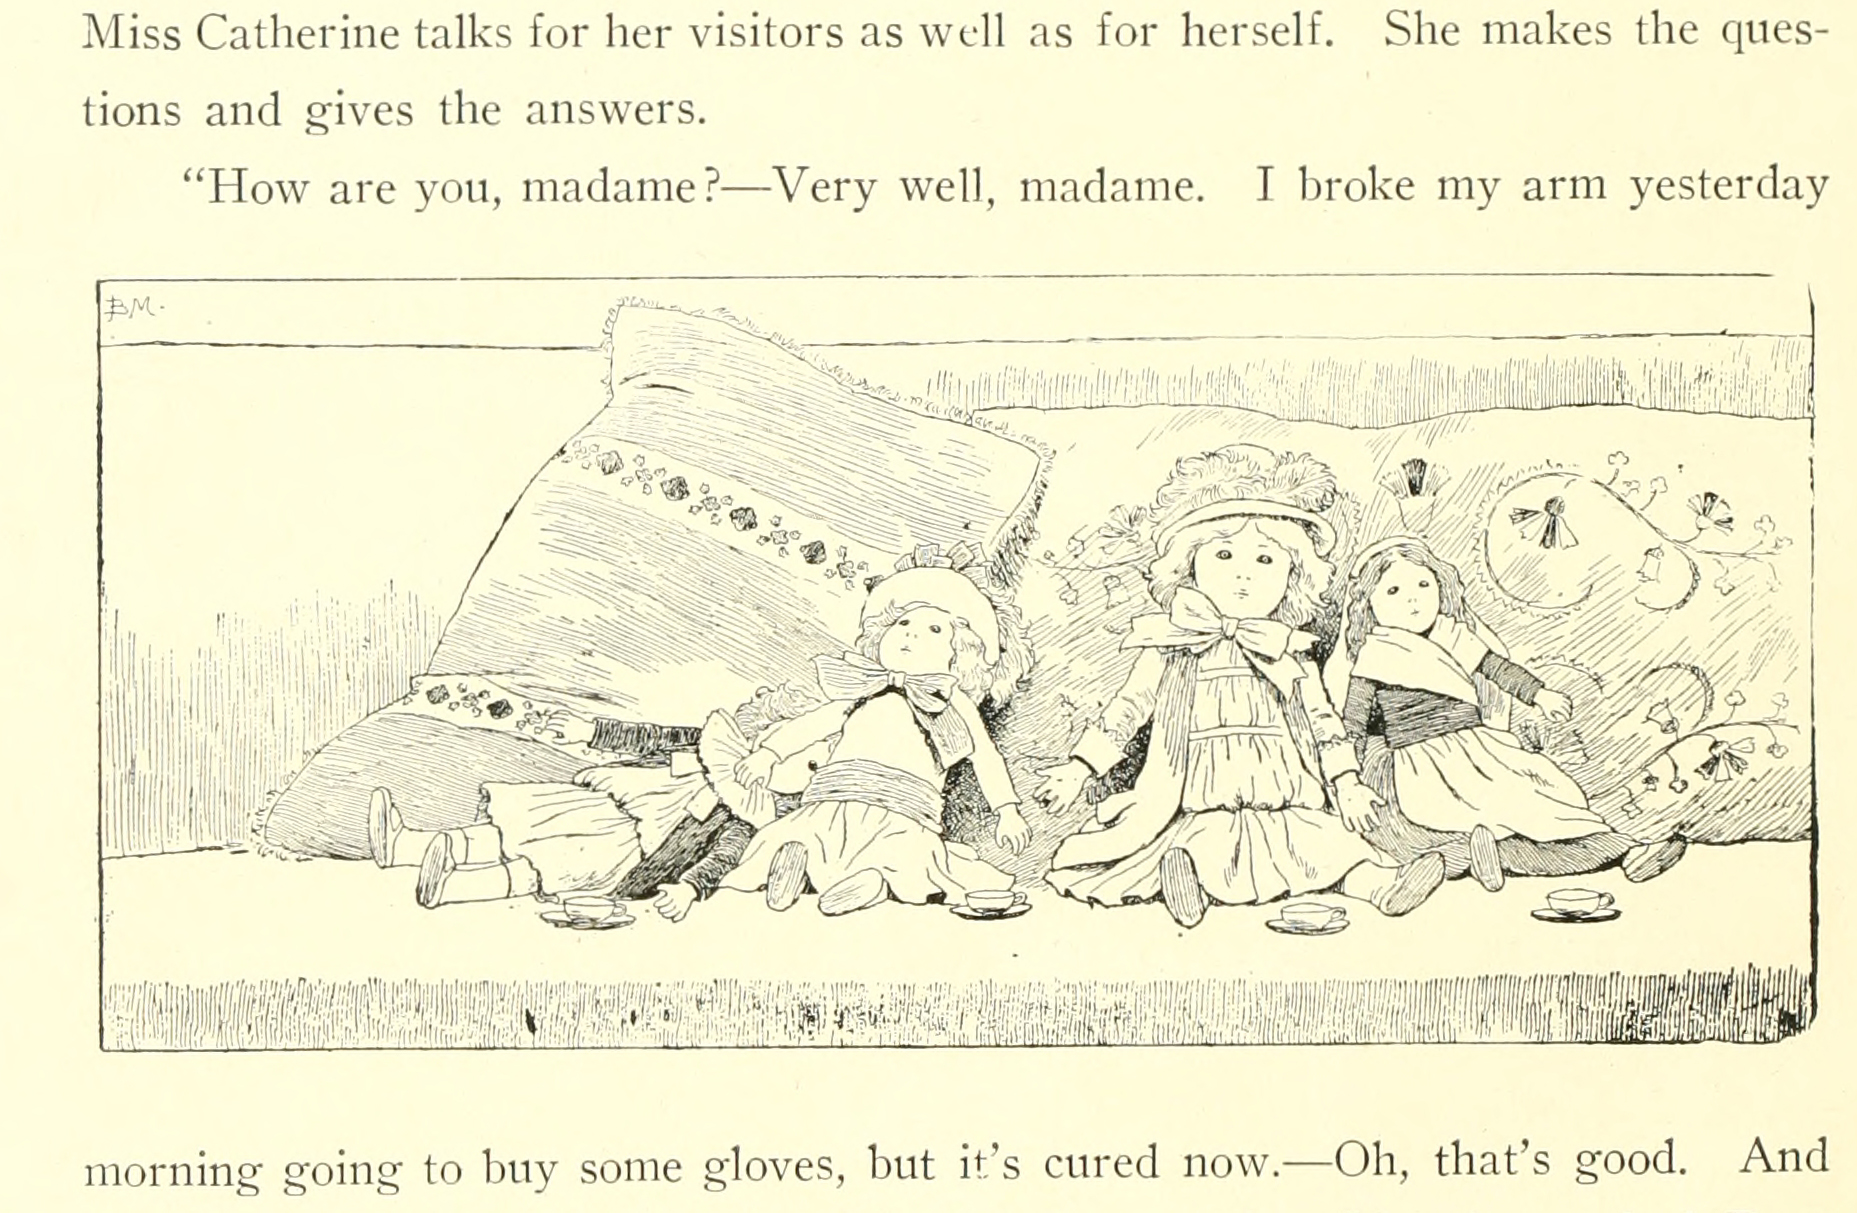 Miss Catherine talks for her visitors as well as for herself. She makes the ques-
tions and gives the answers.
“How are you, madame?—Very well, madame. I broke my arm yesterday
BM.
morning going to buy some gloves, but it’s cured now.—Oh, that’s good. And